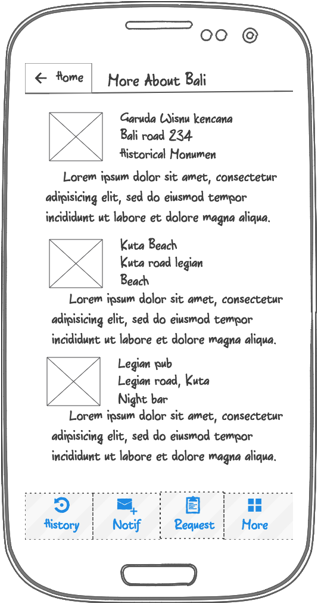 Home
More About Bali
Garuda Wisnu kencana
Bali road 234
Historical Monumen
Lorem ipsum dolor sit amet, consectetur
adipisicing elit, sed do eiusmod tempor
incididunt ut labore et dolore magna aliqua.
Kuta Beach
Kuta road legian
Beach
Lorem ipsum dolor sit amet, consectetur
adipisicing elit, sed do eiusmod tempor
incididunt ut labore et dolore magna aliqua.
Legian pub
Legian road, Kuta
Night bar
Lorem ipsum dolor sit amet, consectetur
adipisicing elit, sed do eiusmod tempor
incididunt ut labore et dolore magna aliqua.
History
Notif
Request
More